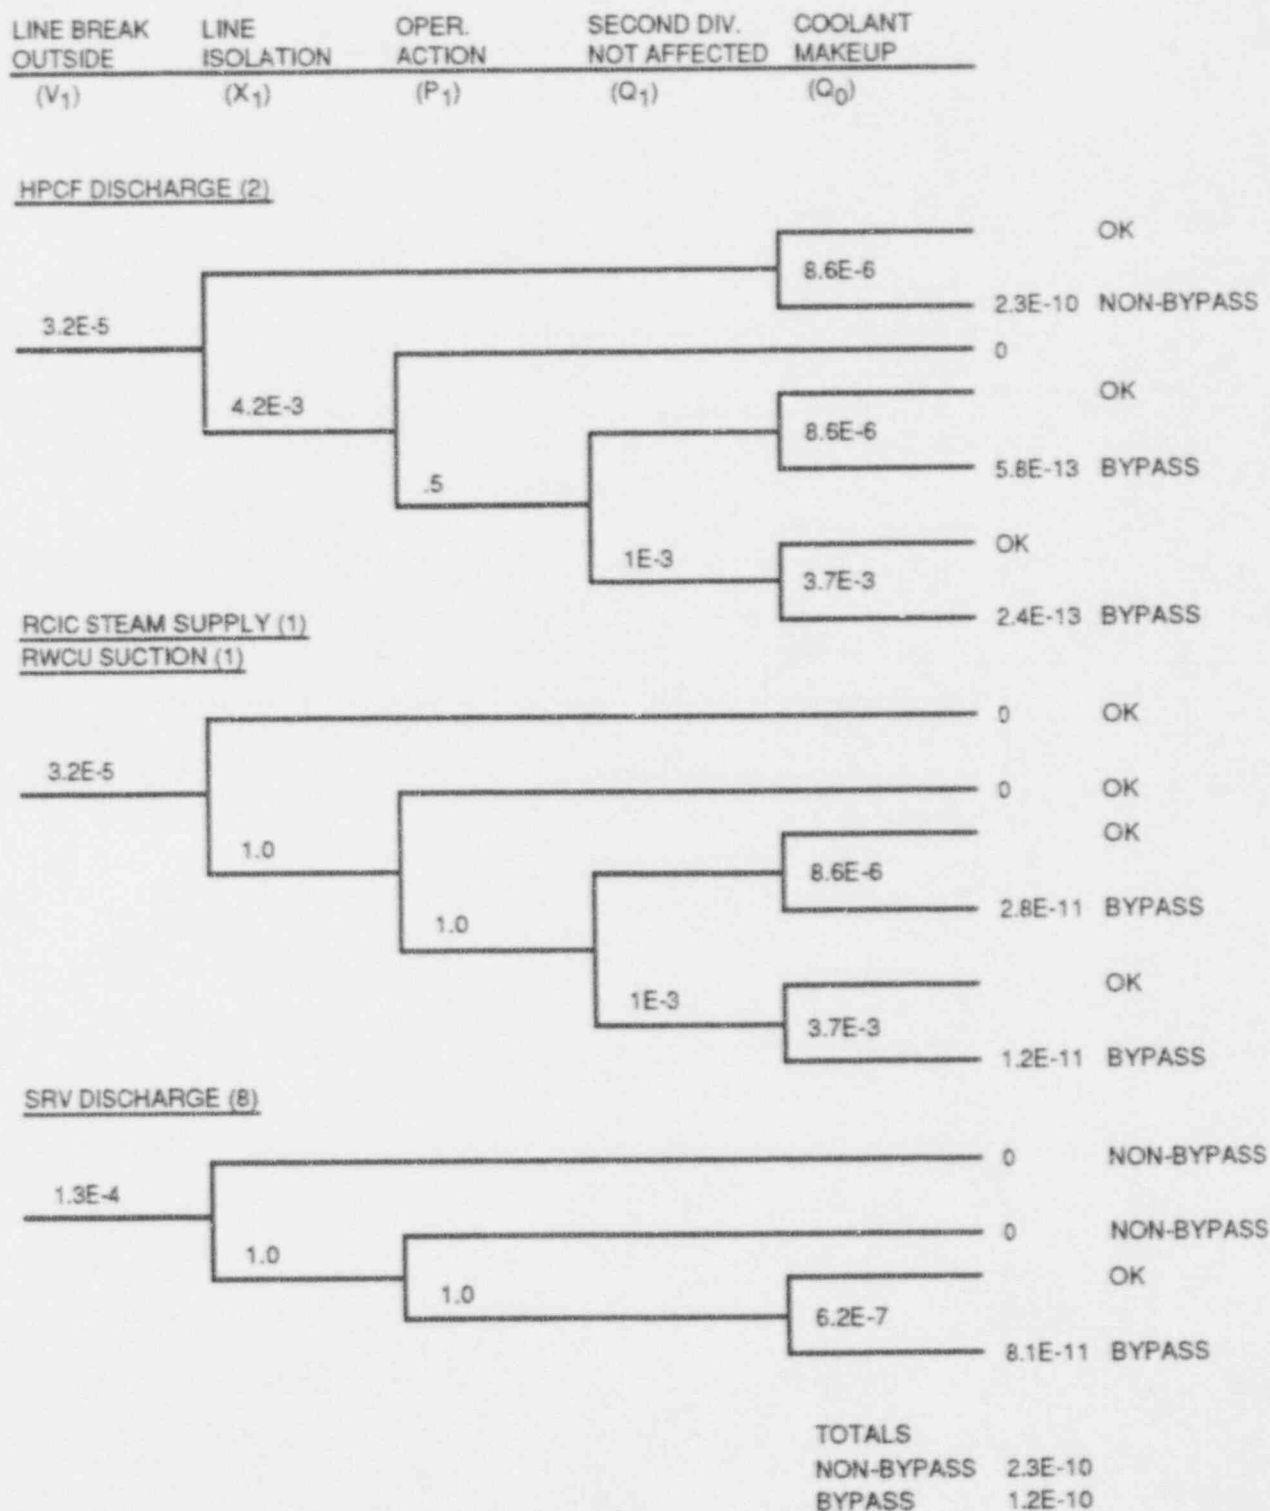 LINE BREAK LINE OPER. SECOND DIV. COOLANT
OUTSIDE ISOLATION ACTION NOT AFFECTED MAKEUP
(V1) (X1) (P1) (Q1) (Q0)
HPCF DISCHARGE (2)
OK
8.6E-6
2.3E-10 NON-BYPASS
3.2E-5
0
OK
4.2E-3
8.6E-6
5.8E-13 BYPASS
.5
OK
1E-3
3.7E-3
2.4E-13 BYPASS
RCIC STEAM SUPPLY (1)
RWCU SUCTION (1)
0 OK
3.2E-5
0 OK
OK
1.0
8.6E-6
2.8E-11 BYPASS
1.0
OK
1E-3
3.7E-3
1.2E-11 BYPASS
SRV DISCHARGE (8)
0 NON-BYPASS
1.3E-4
0 NON-BYPASS
1.0
OK
1.0
6.2E-7
8.1E-11 BYPASS
TOTALS
NON-BYPASS 2.3E-10
BYPASS 1.2E-10